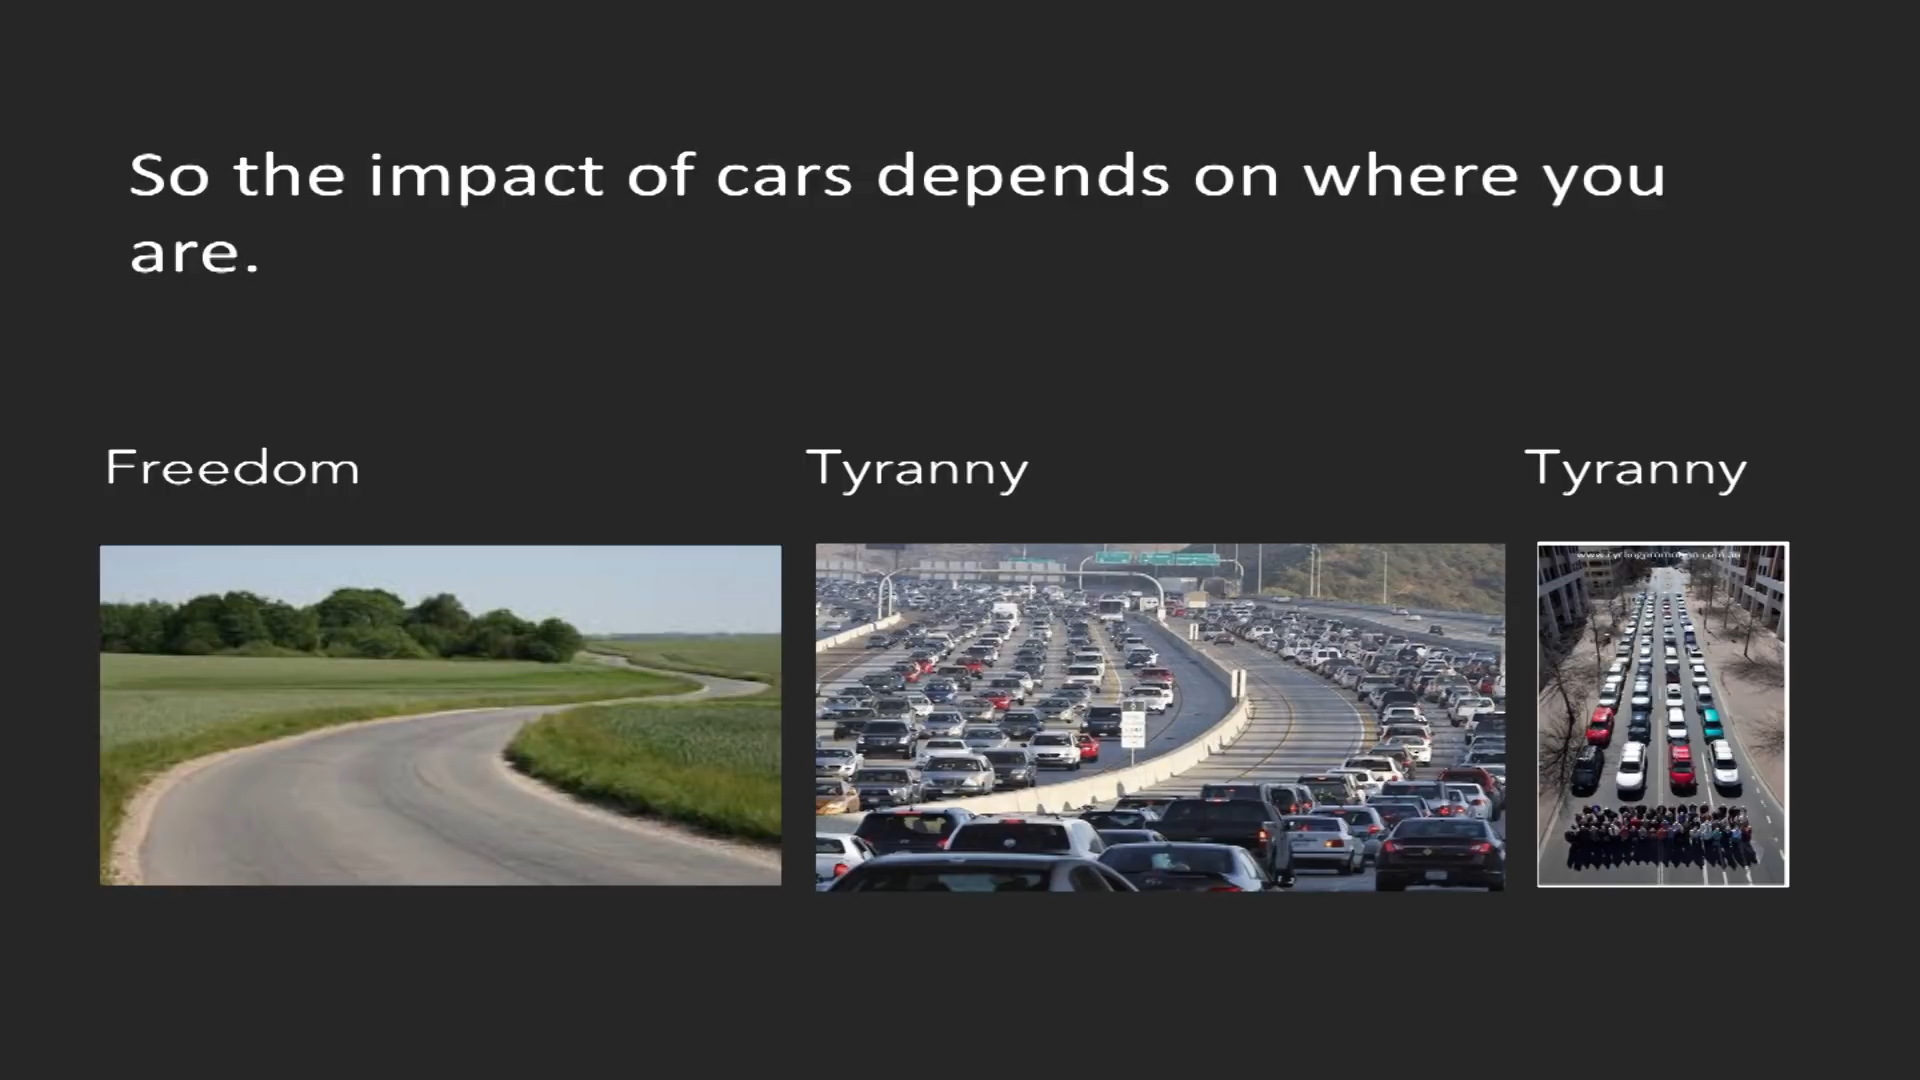 So the impact of cars depends on where you
are.
Freedom
Tyranny
Tyranny